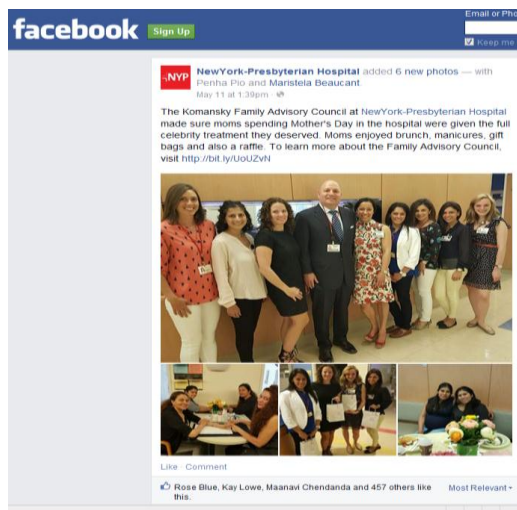 Email or Pho
facebook
Sign Up
Keep me
NYP
NewYork-Presbyterian Hospital added 6 new photos — with
Penha Pio and Maristela Beaucant.
May 11 at 1:39pm ·
The Komansky Family Advisory Council at NewYork-Presbyterian Hospital
made sure moms spending Mother's Day in the hospital were given the full
celebrity treatment they deserved. Moms enjoyed brunch, manicures, gift
bags and also a raffle. To learn more about the Family Advisory Council,
visit http://bit.ly/UoUZvN
Like · Comment
Rose Blue, Kay Lowe, Maanavi Chendanda and 457 others like
this.
Most Relevant